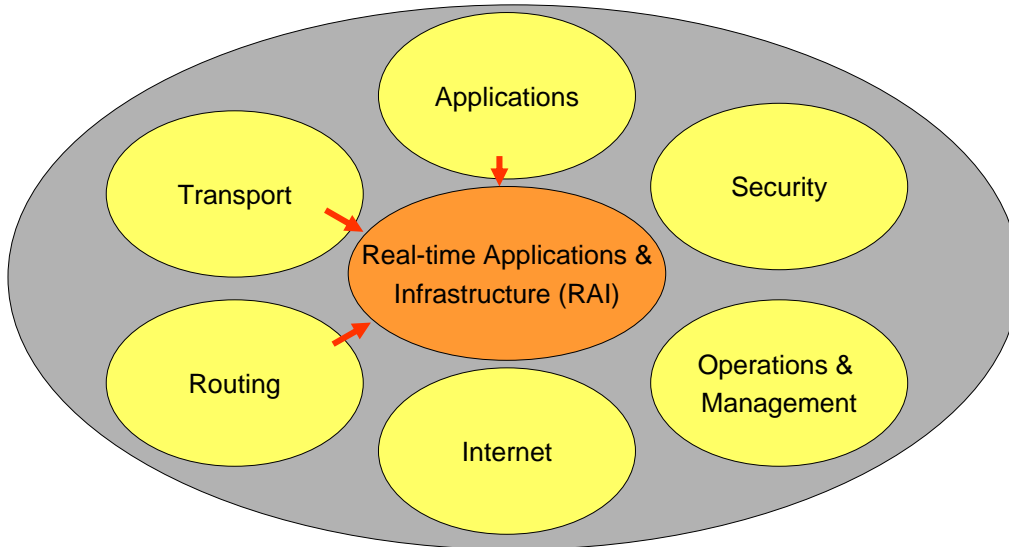 Applications
Transport
Security
Real-time Applications &
Infrastructure (RAI)
Routing
Operations &
Management
Internet